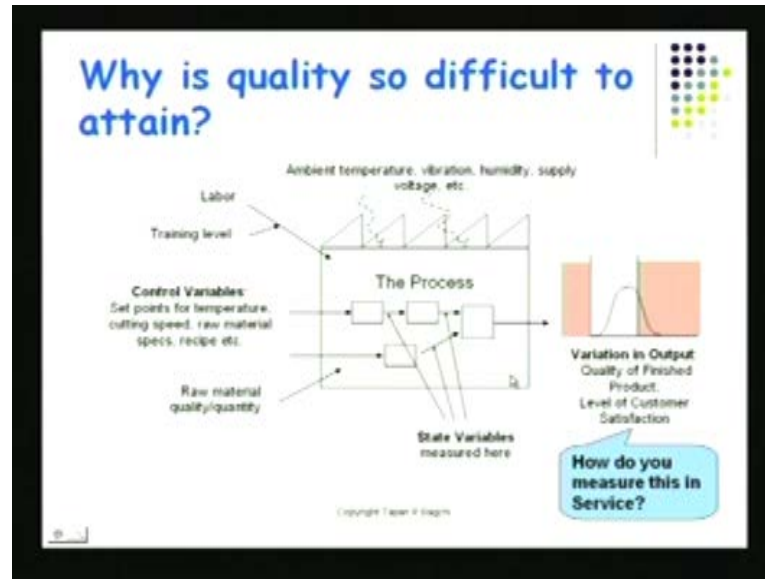 Why is quality so difficult to
attain?
Ambient temperature, vibration, humidity, supply
voltage, etc.
Labor
Training level
The Process
Control Variables:
Set points for temperature,
cutting speed, raw material
specs, recipe etc.
Raw material
quality/quantity
State Variables
measured here
Variation in Output
Quality of Finished
Product.
Level of Customer
Satisfaction
How do you
measure this in
Service?
Copyright Tapan